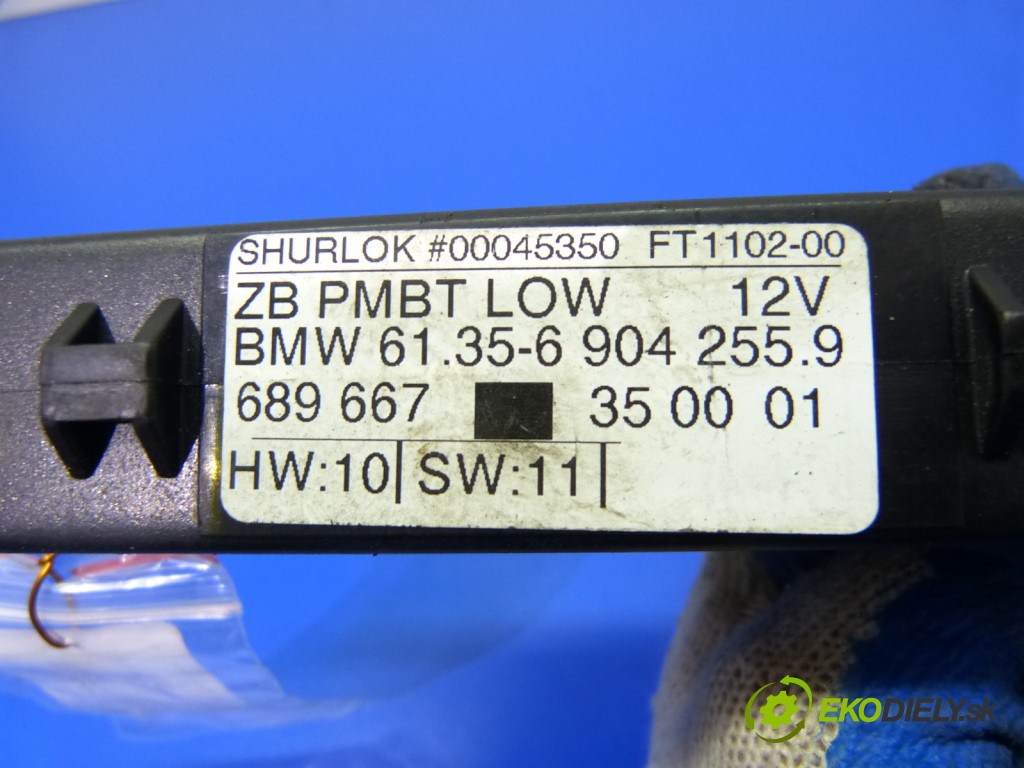 SHURLOK #00045350 FT1102-00
ZB PMBT LOW 12V
BMW 61.35-6 904 255.9
689 667 35 00 01
HW:10 SW:11
EKODIELY.sk